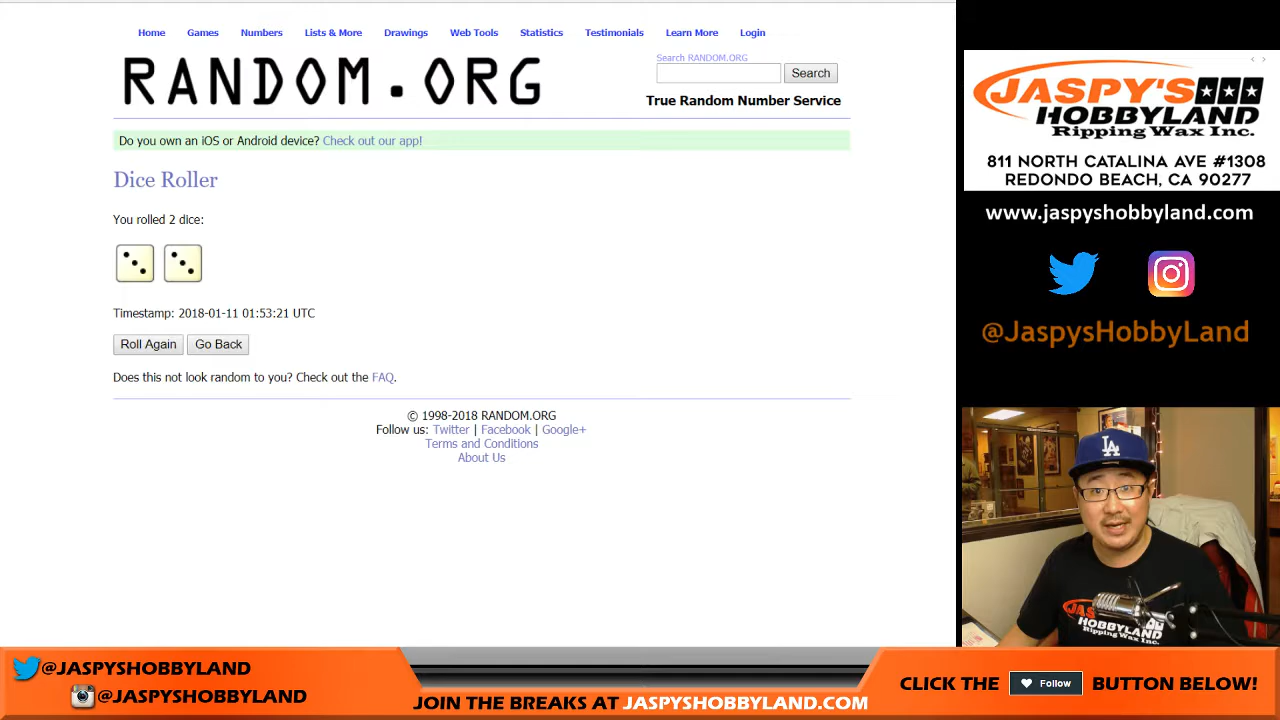 Home Games Numbers Lists & More Drawings Web Tools Statistics Testimonials Learn More Login
RANDOM.ORG
Search RANDOM.ORG
Search
True Random Number Service
Do you own an iOS or Android device? Check out our app!
Dice Roller
You rolled 2 dice:
Timestamp: 2018-01-11 01:53:21 UTC
Roll Again Go Back
Does this not look random to you? Check out the FAQ.
© 1998-2018 RANDOM.ORG
Follow us: Twitter | Facebook | Google+
Terms and Conditions
About Us
JASPY'S
HOBBYLAND
Ripping Wax Inc.
811 NORTH CATALINA AVE #1308
REDONDO BEACH, CA 90277
www.jaspyshobbyland.com
@JaspysHobbyLand
LA
JASPY'S
HOBBYLAND
Ripping Wax Inc.
@JASPYSHOBBYLAND
@JASPYSHOBBYLAND
JOIN THE BREAKS AT JASPYSHOBBYLAND.COM
CLICK THE Follow BUTTON BELOW!